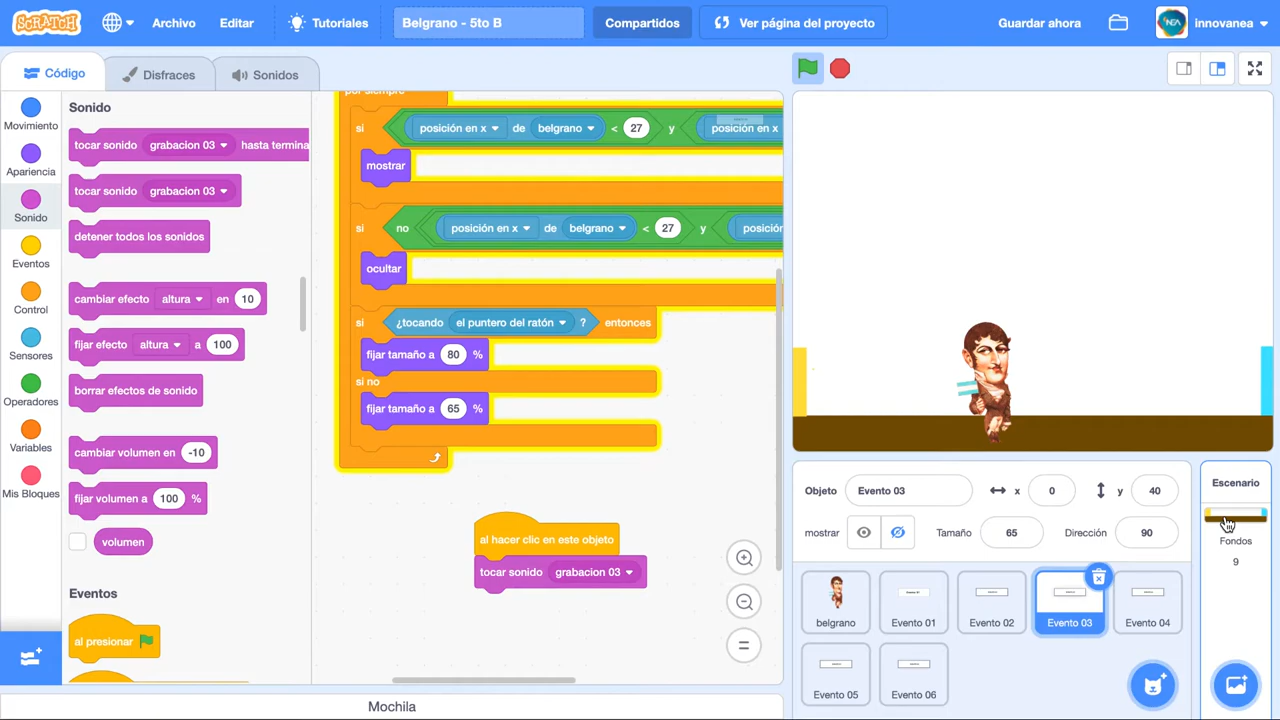 SCRATCH
Archivo
Editar
Tutoriales
Belgrano - 5to B
Compartidos
Ver página del proyecto
Guardar ahora
innovanea
Código
Disfraces
Sonidos
Movimiento
Apariencia
Sonido
Eventos
Control
Sensores
Operadores
Variables
Mis Bloques
Sonido
tocar sonido grabacion 03 hasta termina
tocar sonido grabacion 03
detener todos los sonidos
cambiar efecto altura en 10
fijar efecto altura a 100
borrar efectos de sonido
cambiar volumen en -10
fijar volumen a 100 %
volumen
Eventos
al presionar
por siempre
si posición en x de belgrano < 27 y posición en x
mostrar
si no posición en x de belgrano < 27 y posición
ocultar
si ¿tocando el puntero del ratón ? entonces
fijar tamaño a 80 %
si no
fijar tamaño a 65 %
al hacer clic en este objeto
tocar sonido grabacion 03
Mochila
Objeto Evento 03 x 0 y 40
mostrar Tamaño 65 Dirección 90
belgrano
Evento 01
Evento 02
Evento 03
Evento 04
Evento 05
Evento 06
Escenario
Fondos
9